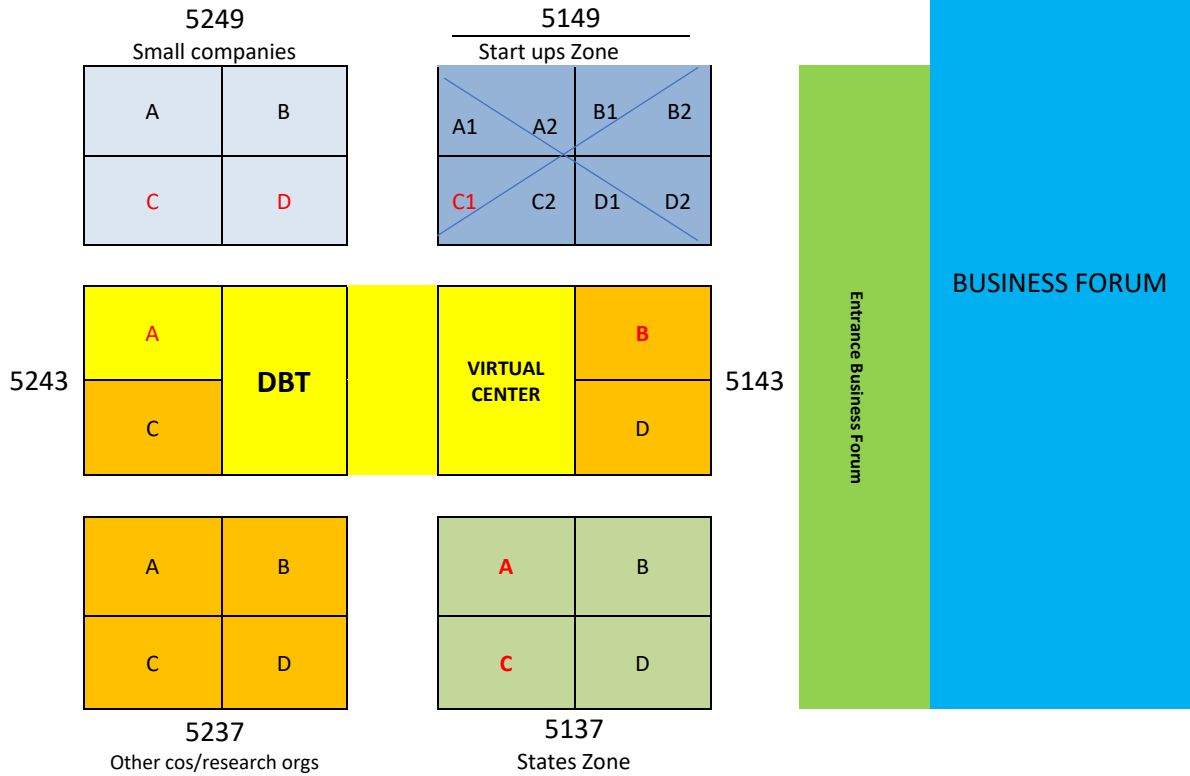 5249
Small companies
5149
Start ups Zone
A
B
C
D
A1
A2
B1
B2
C1
C2
D1
D2
BUSINESS FORUM
Entrance Business Forum
5243
A
C
DBT
VIRTUAL
CENTER
B
D
5143
A
B
C
D
5237
Other cos/research orgs
A
B
C
D
5137
States Zone